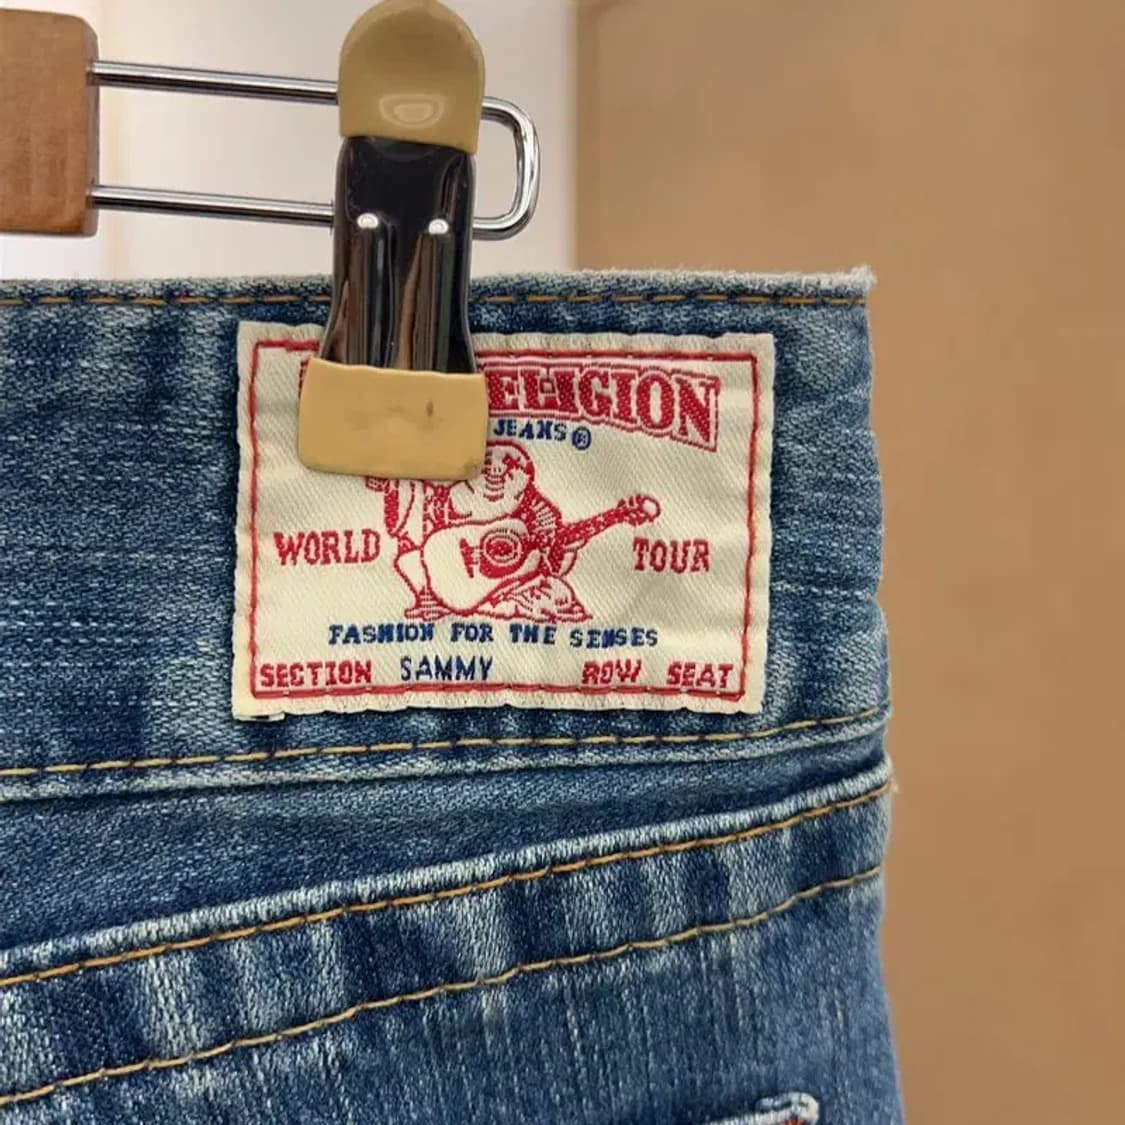 ELIGION
JEANS®
WORLD TOUR
FASHION FOR THE SENSES
SECTION SAMMY ROW SEAT